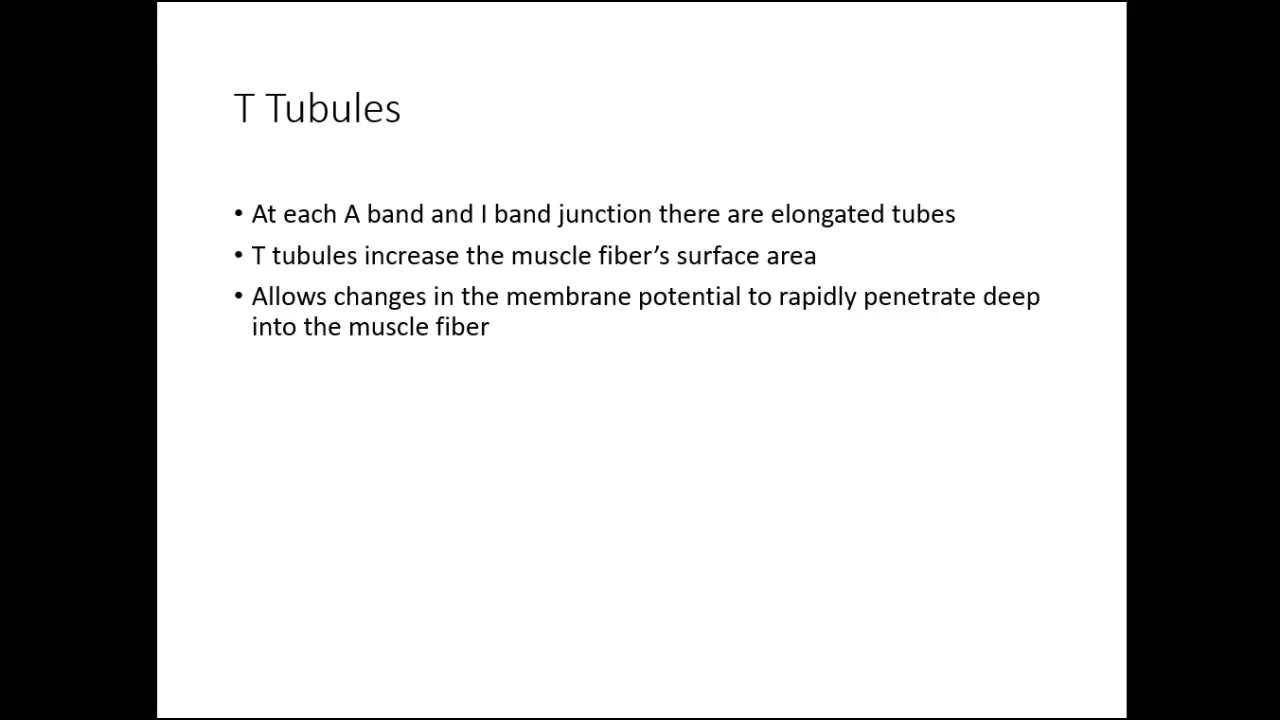 T Tubules
• At each A band and I band junction there are elongated tubes
• T tubules increase the muscle fiber’s surface area
• Allows changes in the membrane potential to rapidly penetrate deep
into the muscle fiber